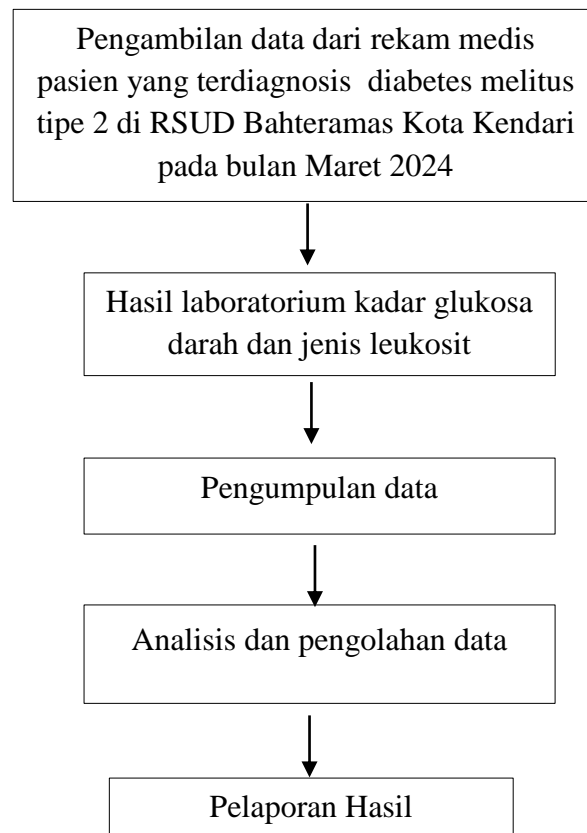 Pengambilan data dari rekam medis
pasien yang terdiagnosis diabetes melitus
tipe 2 di RSUD Bahteramas Kota Kendari
pada bulan Maret 2024
Hasil laboratorium kadar glukosa
darah dan jenis leukosit
Pengumpulan data
Analisis dan pengolahan data
Pelaporan Hasil